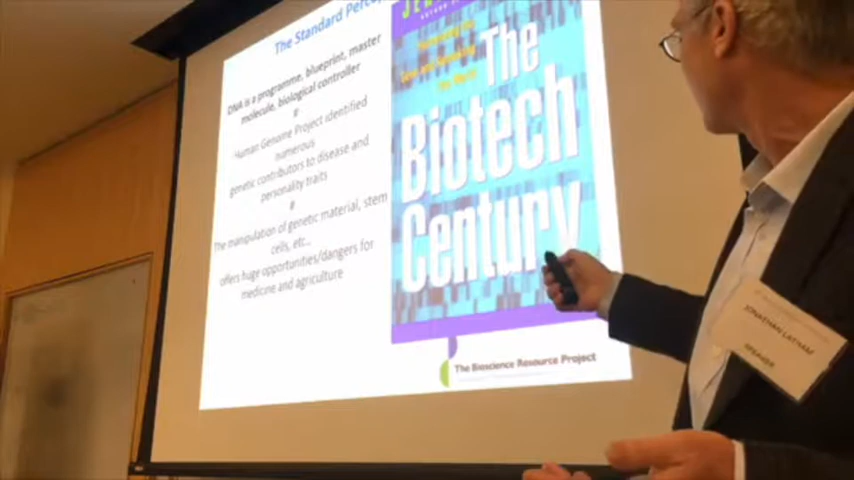 The Standard Percep
DNA is a programme, blueprint, master
molecule, biological controller
#
Human Genome Project identified
numerous
genetic contributors to disease and
personality traits
#
The manipulation of genetic material, stem
cells, etc...
offers huge opportunities/dangers for
medicine and agriculture
JER
The
Biotech
Century
The Bioscience Resource Project
JONATHAN LATHAM
SPEAKER